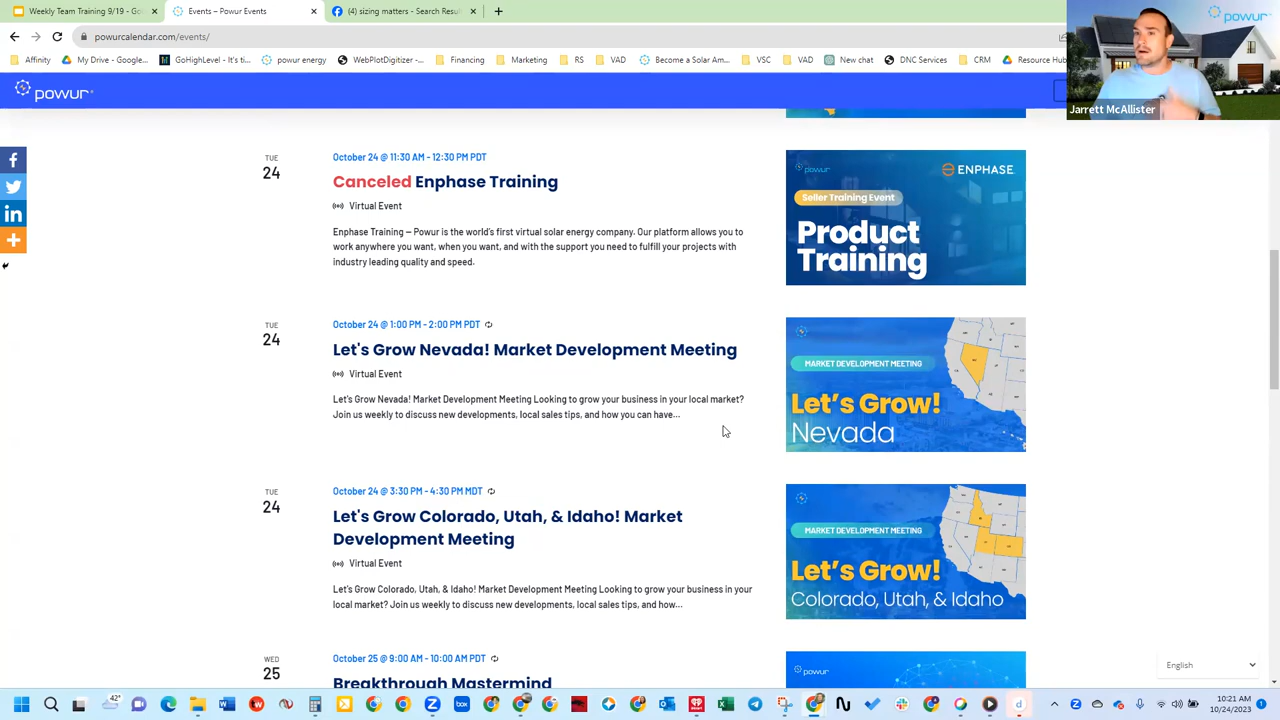 Weekly Team Training 9/19 - Go
Events – Powur Events
(4) sizing matters - Search Resul
powurcalendar.com/events/
Affinity
My Drive - Google...
GoHighLevel - It's ti...
powur energy
WebPlotDigitizer-...
Financing
Marketing
RS
VAD
Become a Solar Am...
VSC
VAD
New chat
DNC Services
CRM
Resource Hub
powur
powur
Jarrett McAllister
TUE
24
October 24 @ 11:30 AM - 12:30 PM PDT
Canceled Enphase Training
Virtual Event
Enphase Training – Powur is the world's first virtual solar energy company. Our platform allows you to
work anywhere you want, when you want, and with the support you need to fulfill your projects with
industry leading quality and speed.
powur
ENPHASE
Seller Training Event
Product
Training
TUE
24
October 24 @ 1:00 PM - 2:00 PM PDT
Let's Grow Nevada! Market Development Meeting
Virtual Event
Let's Grow Nevada! Market Development Meeting Looking to grow your business in your local market?
Join us weekly to discuss new developments, local sales tips, and how you can have...
MARKET DEVELOPMENT MEETING
Let's Grow!
Nevada
TUE
24
October 24 @ 3:30 PM - 4:30 PM MDT
Let's Grow Colorado, Utah, & Idaho! Market
Development Meeting
Virtual Event
Let's Grow Colorado, Utah, & Idaho! Market Development Meeting Looking to grow your business in your
local market? Join us weekly to discuss new developments, local sales tips, and how...
MARKET DEVELOPMENT MEETING
Let's Grow!
Colorado, Utah, & Idaho
WED
25
October 25 @ 9:00 AM - 10:00 AM PDT
Breakthrough Mastermind
powur
English
42°
10:21 AM
10/24/2023